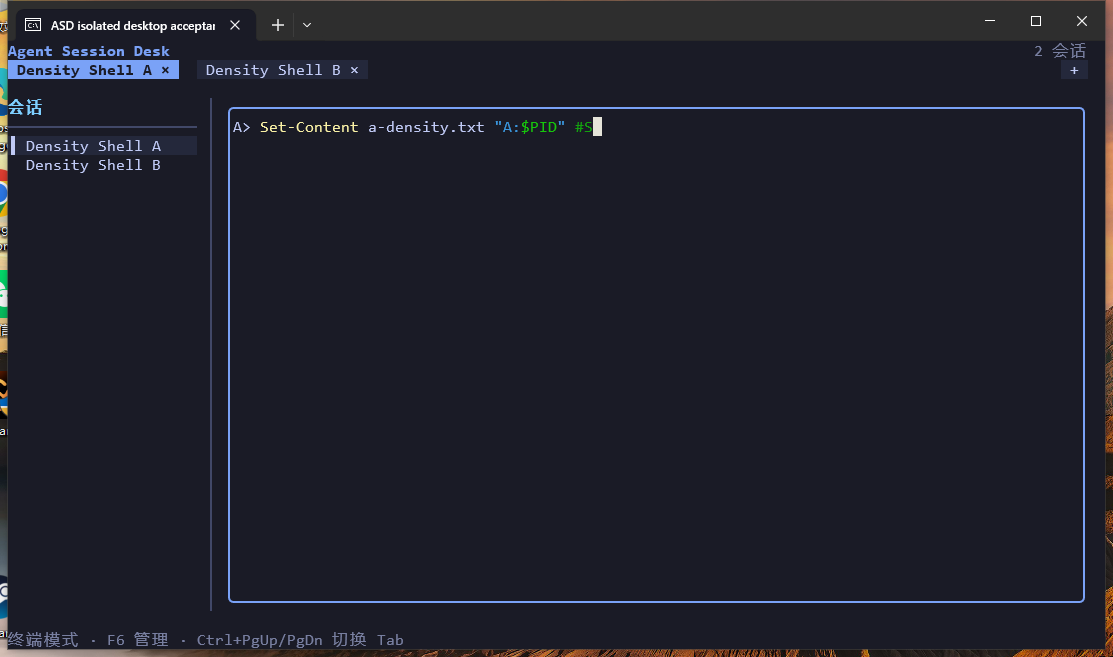 ASD isolated desktop acceptar
Agent Session Desk
2 会话
Density Shell A × Density Shell B × +
会话
A> Set-Content a-density.txt "A:$PID" #S
Density Shell A
Density Shell B
终端模式 · F6 管理 · Ctrl+PgUp/PgDn 切换 Tab